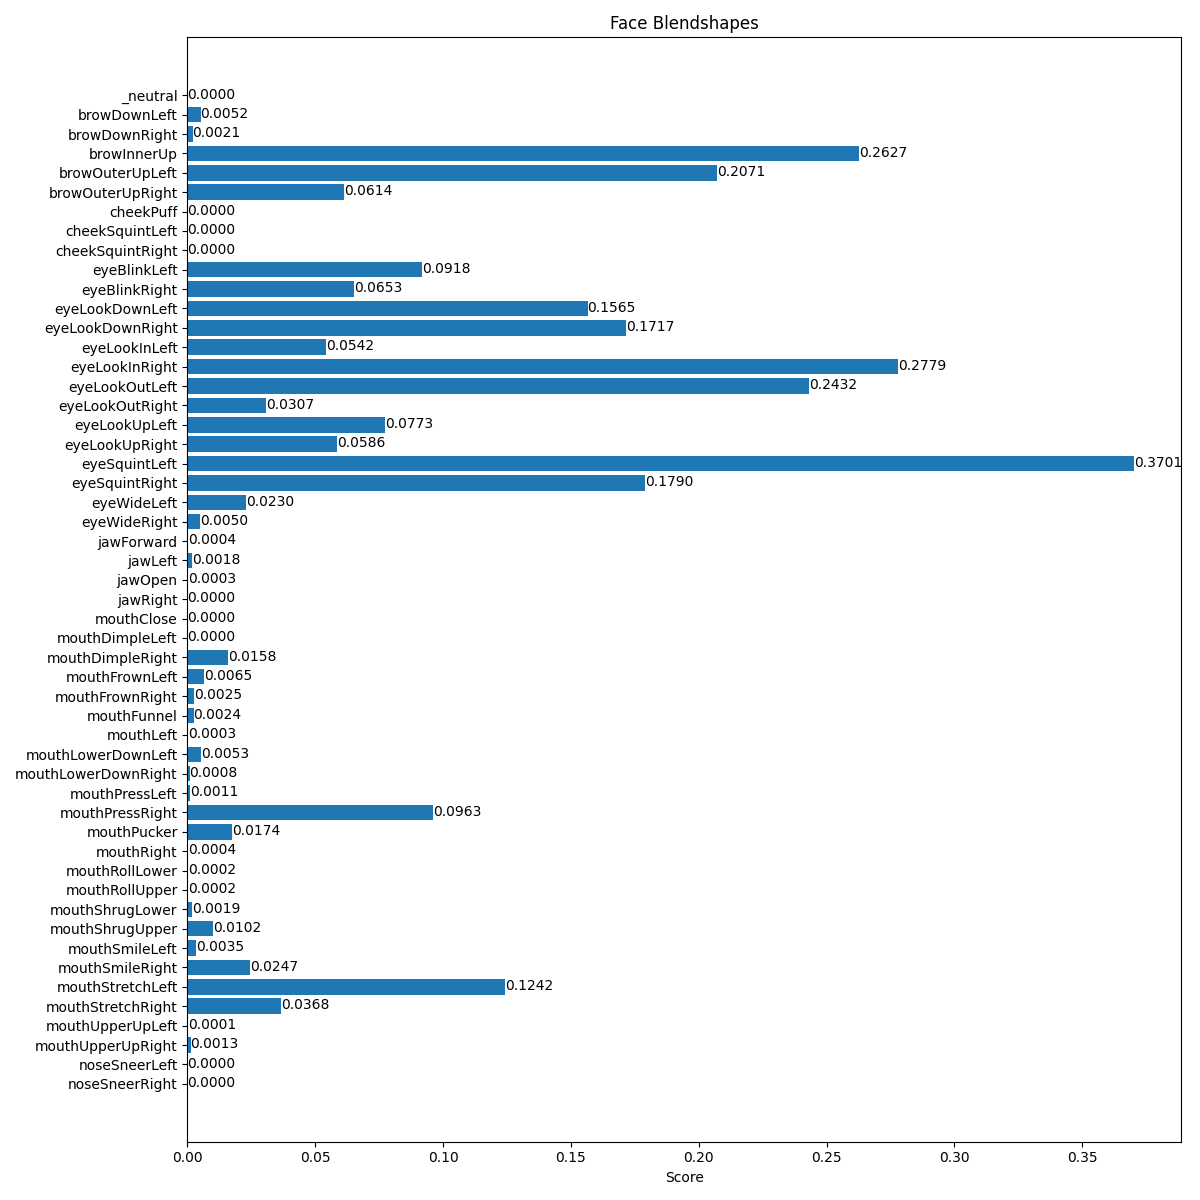 Face Blendshapes
_neutral 0.0000
browDownLeft 0.0052
browDownRight 0.0021
browInnerUp 0.2627
browOuterUpLeft 0.2071
browOuterUpRight 0.0614
cheekPuff 0.0000
cheekSquintLeft 0.0000
cheekSquintRight 0.0000
eyeBlinkLeft 0.0918
eyeBlinkRight 0.0653
eyeLookDownLeft 0.1565
eyeLookDownRight 0.1717
eyeLookInLeft 0.0542
eyeLookInRight 0.2779
eyeLookOutLeft 0.2432
eyeLookOutRight 0.0307
eyeLookUpLeft 0.0773
eyeLookUpRight 0.0586
eyeSquintLeft 0.3701
eyeSquintRight 0.1790
eyeWideLeft 0.0230
eyeWideRight 0.0050
jawForward 0.0004
jawLeft 0.0018
jawOpen 0.0003
jawRight 0.0000
mouthClose 0.0000
mouthDimpleLeft 0.0000
mouthDimpleRight 0.0158
mouthFrownLeft 0.0065
mouthFrownRight 0.0025
mouthFunnel 0.0024
mouthLeft 0.0003
mouthLowerDownLeft 0.0053
mouthLowerDownRight 0.0008
mouthPressLeft 0.0011
mouthPressRight 0.0963
mouthPucker 0.0174
mouthRight 0.0004
mouthRollLower 0.0002
mouthRollUpper 0.0002
mouthShrugLower 0.0019
mouthShrugUpper 0.0102
mouthSmileLeft 0.0035
mouthSmileRight 0.0247
mouthStretchLeft 0.1242
mouthStretchRight 0.0368
mouthUpperUpLeft 0.0001
mouthUpperUpRight 0.0013
noseSneerLeft 0.0000
noseSneerRight 0.0000
0.00 0.05 0.10 0.15 0.20 0.25 0.30 0.35
Score